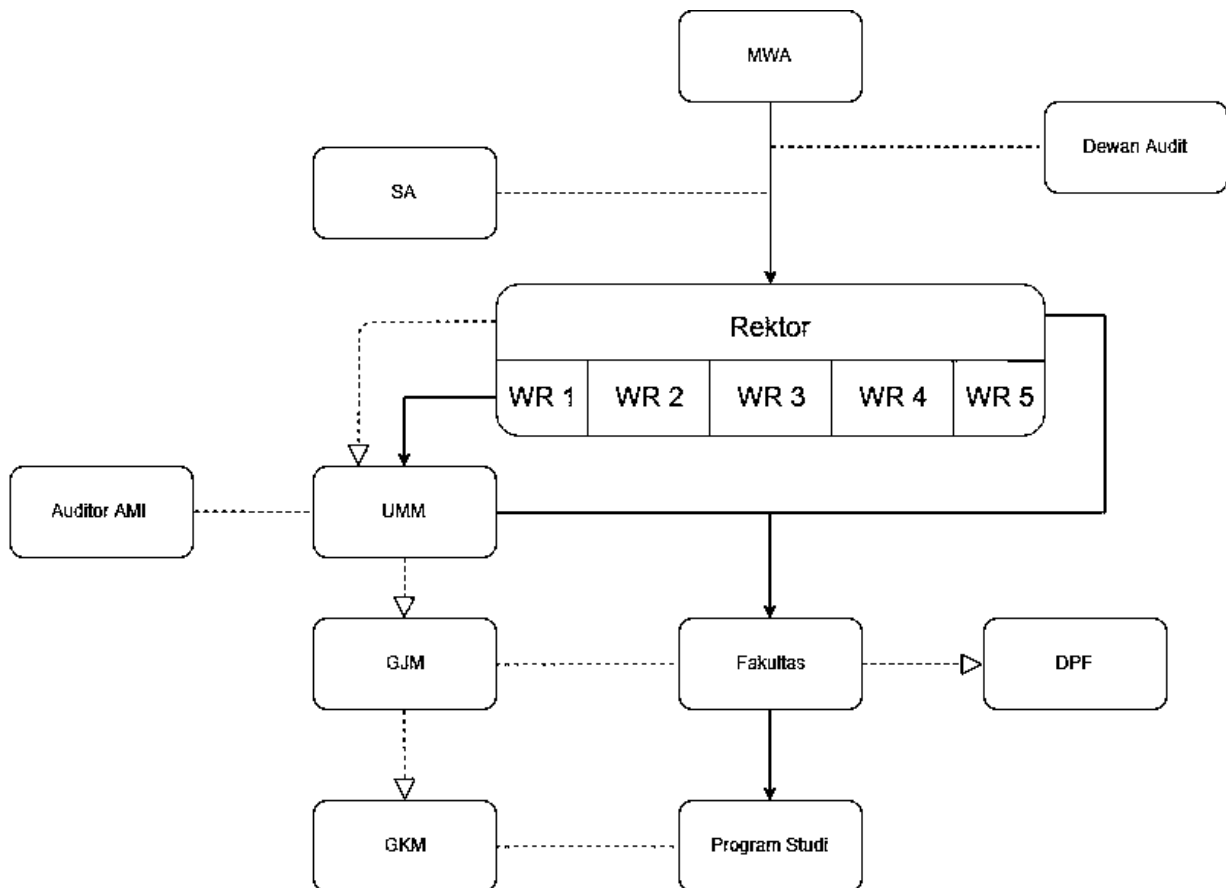 MWA
Dewan Audit
SA
Rektor
WR 1 WR 2 WR 3 WR 4 WR 5
Auditor AMI UMM
GJM Fakultas DPF
GKM Program Studi